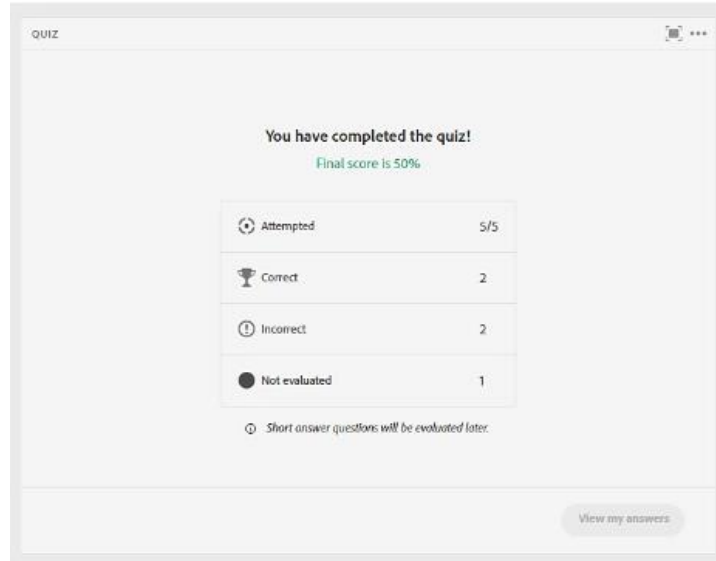 QUIZ
You have completed the quiz!
Final score is 50%
Attempted 5/5
Correct 2
Incorrect 2
Not evaluated 1
Short answer questions will be evaluated later.
View my answers